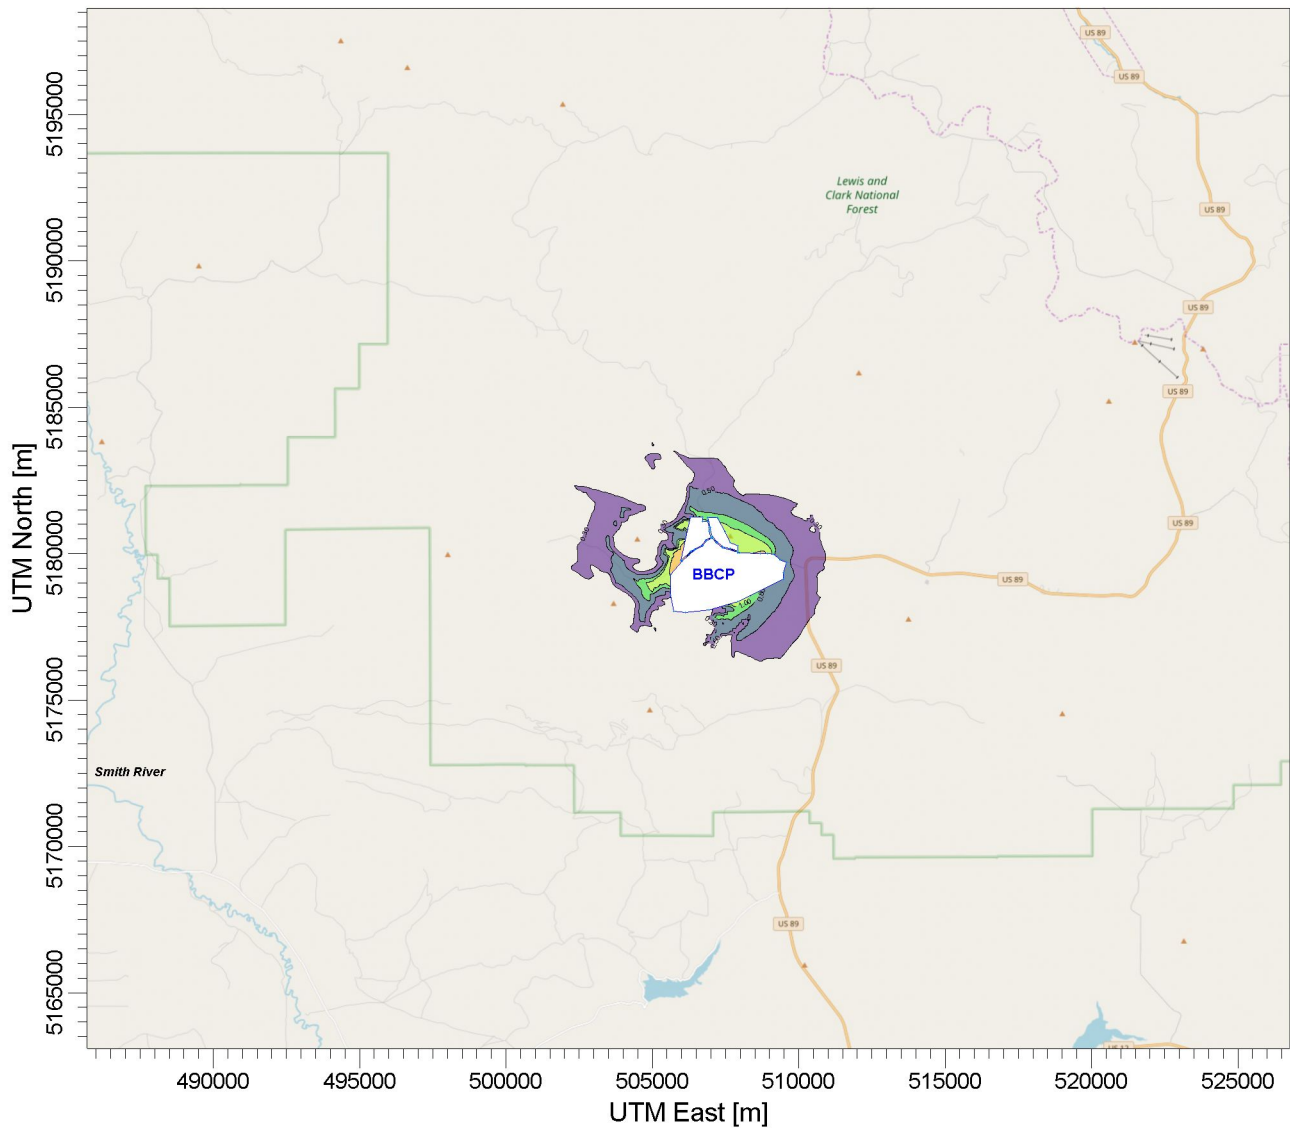 US 89
US 89
5195000
Lewis and
Clark National
Forest
US 89
5190000
US 89
5185000
US 89
US 89
5180000
BBCP
US 89
1.00
UTM North [m]
US 89
5175000
Smith River
5170000
US 89
5165000
490000
495000
500000
505000
510000
515000
520000
525000
UTM East [m]